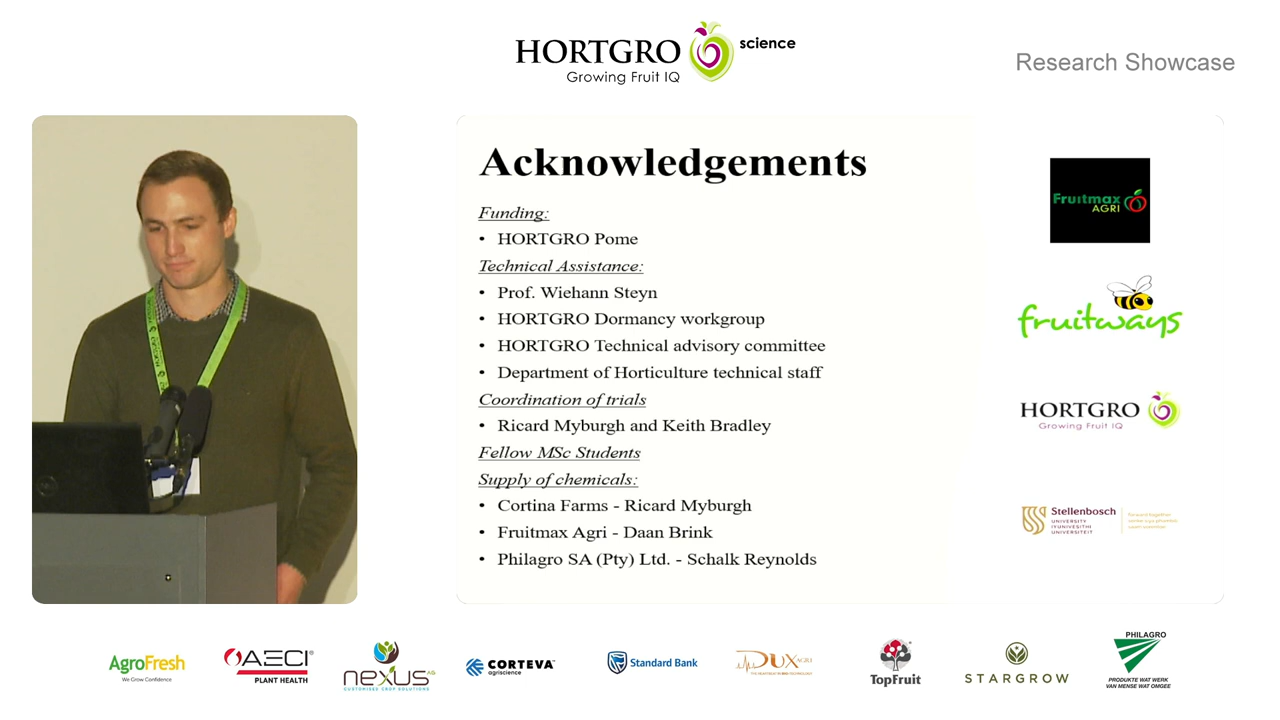 HORTGRO science
Growing Fruit IQ
Research Showcase
Acknowledgements
Funding:
• HORTGRO Pome
Technical Assistance:
• Prof. Wiehann Steyn
• HORTGRO Dormancy workgroup
• HORTGRO Technical advisory committee
• Department of Horticulture technical staff
Coordination of trials
• Ricard Myburgh and Keith Bradley
Fellow MSc Students
Supply of chemicals:
• Cortina Farms - Ricard Myburgh
• Fruitmax Agri - Daan Brink
• Philagro SA (Pty) Ltd. - Schalk Reynolds
Fruitmax
AGRI
fruitways
HORTGRO
Growing Fruit IQ
Stellenbosch
UNIVERSITY
IYUNIVESITHI
UNIVERSITEIT
AgroFresh
We Grow Confidence
AECI
PLANT HEALTH
nexus AG
CUSTOMISED CROP SOLUTIONS
CORTEVA
agriscience
Standard Bank
DUX AGRI
TopFruit
STARGROW
PHILAGRO
PRODUKTE WAT WERK
VAN MENSE WAT OMGEE